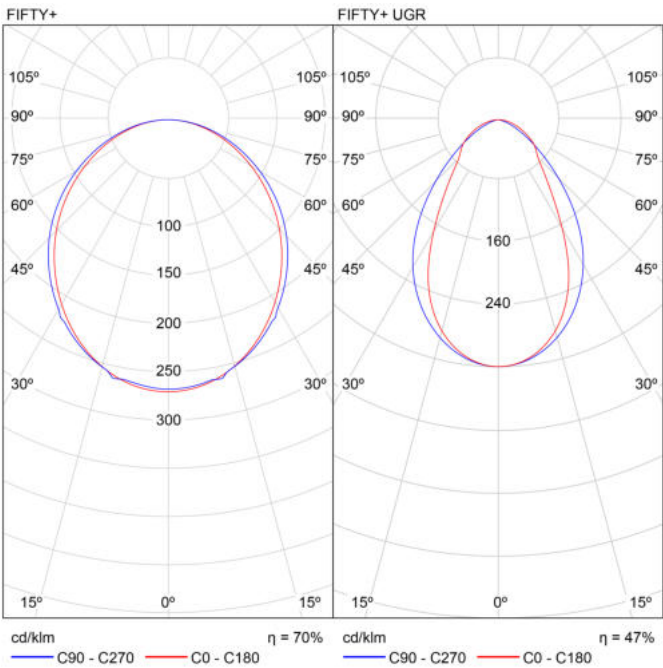 FIFTY+
105º 105º
90º 90º
75º 75º
60º 60º
100
45º 150 45º
200
250
30º 30º
300
15º 0º 15º
cd/klm η = 70%
C90 - C270 C0 - C180
FIFTY+ UGR
105º 105º
90º 90º
75º 75º
60º 60º
160
45º 45º
240
30º 30º
15º 0º 15º
cd/klm η = 47%
C90 - C270 C0 - C180